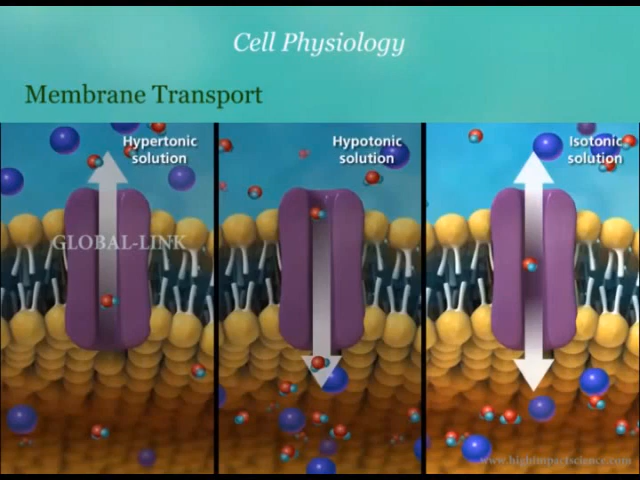 Cell Physiology
Membrane Transport
Hypertonic
solution
Hypotonic
solution
Isotonic
solution
GLOBAL-LINK
www.highimpactscience.com